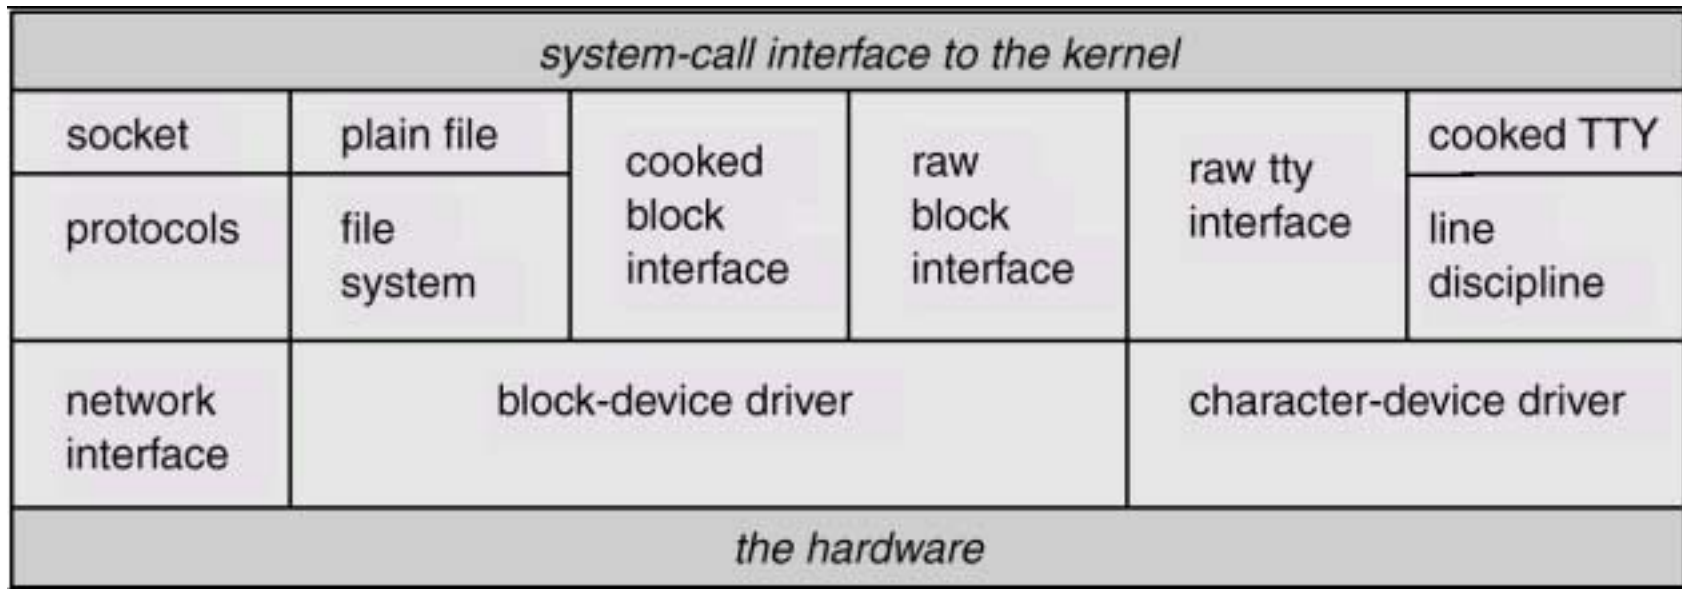 system-call interface to the kernel
socket
plain file
cooked
block
interface
raw
block
interface
raw tty
interface
cooked TTY
protocols
file
system
line
discipline
network
interface
block-device driver
character-device driver
the hardware